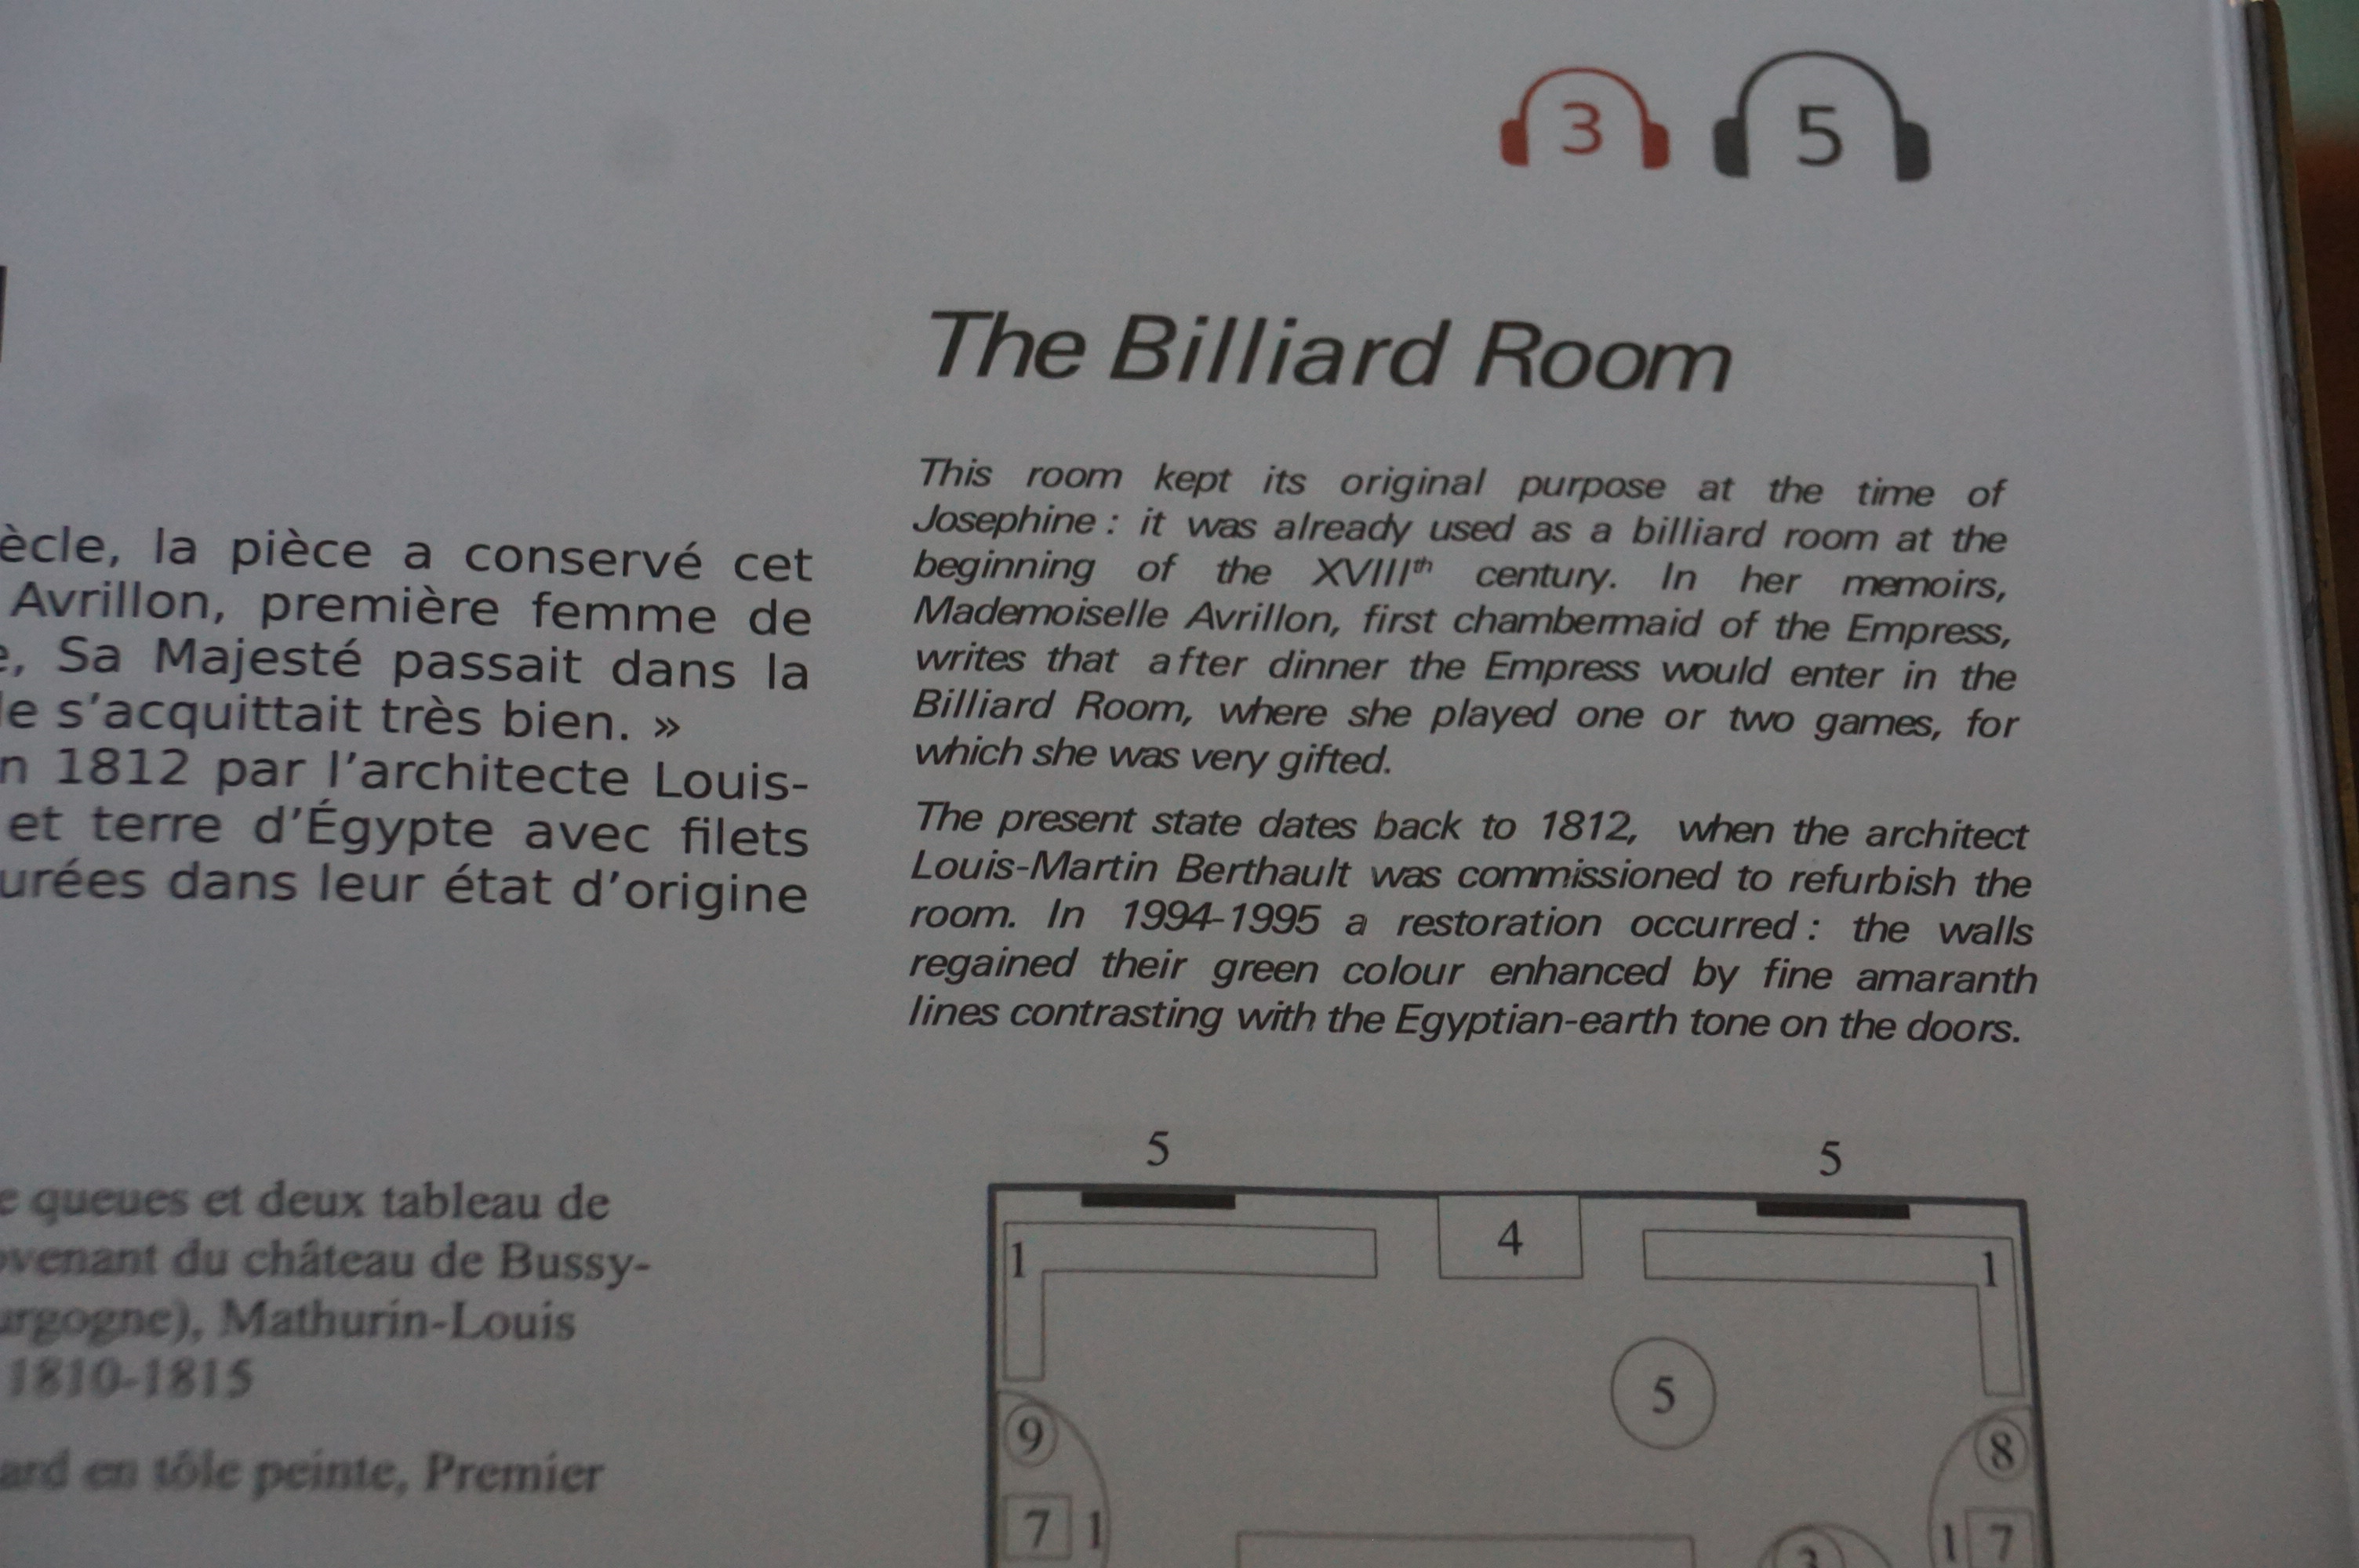 3 5
The Billiard Room
This room kept its original purpose at the time of
Josephine : it was already used as a billiard room at the
beginning of the XVIIIth century. In her memoirs,
Mademoiselle Avrillon, first chambermaid of the Empress,
writes that after dinner the Empress would enter in the
Billiard Room, where she played one or two games, for
which she was very gifted.
The present state dates back to 1812, when the architect
Louis-Martin Berthault was commissioned to refurbish the
room. In 1994-1995 a restoration occurred : the walls
regained their green colour enhanced by fine amaranth
lines contrasting with the Egyptian-earth tone on the doors.
la pièce a conservé cet
Avrillon, première femme de
Sa Majesté passait dans la
s'acquittait très bien. »
1812 par l'architecte Louis-
et terre d'Égypte avec filets
dans leur état d'origine
queues et deux tableau de
du château de Bussy-
Mathurin-Louis
1810-1815
en tôle peinte, Premier
5 5
1 4 1
5
9 8
7 1 1 7
3